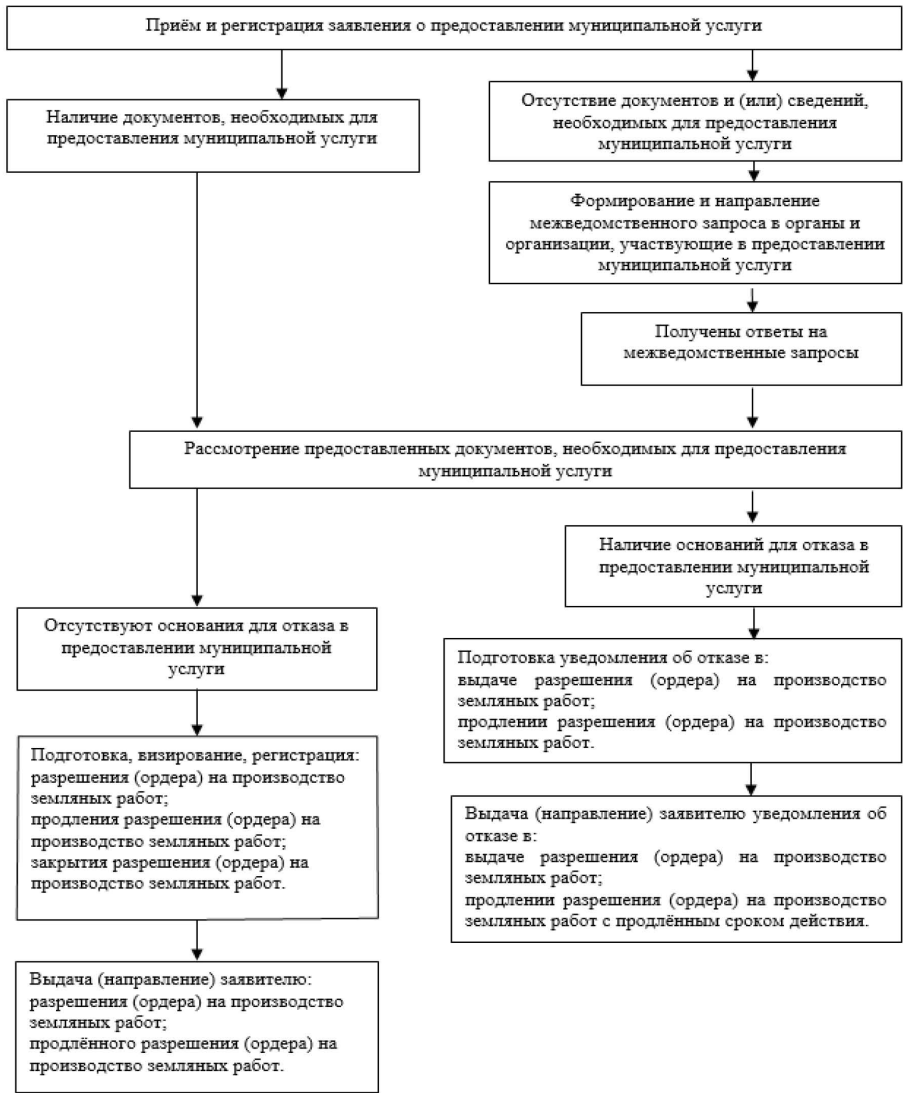 Приём и регистрация заявления о предоставлении муниципальной услуги
Наличие документов, необходимых для
предоставления муниципальной услуги
Отсутствие документов и (или) сведений,
необходимых для предоставления
муниципальной услуги
Формирование и направление
межведомственного запроса в органы и
организации, участвующие в предоставлении
муниципальной услуги
Получены ответы на
межведомственные запросы
Рассмотрение предоставленных документов, необходимых для предоставления
муниципальной услуги
Наличие оснований для отказа в
предоставлении муниципальной
услуги
Отсутствуют основания для отказа в
предоставлении муниципальной
услуги
Подготовка уведомления об отказе в:
выдаче разрешения (ордера) на производство
земляных работ;
продлении разрешения (ордера) на производство
земляных работ.
Подготовка, визирование, регистрация:
разрешения (ордера) на производство
земляных работ;
продления разрешения (ордера) на
производство земляных работ;
закрытия разрешения (ордера) на
производство земляных работ.
Выдача (направление) заявителю уведомления об
отказе в:
выдаче разрешения (ордера) на производство
земляных работ;
продлении разрешения (ордера) на производство
земляных работ с продлённым сроком действия.
Выдача (направление) заявителю:
разрешения (ордера) на производство
земляных работ;
продлённого разрешения (ордера) на
производство земляных работ.